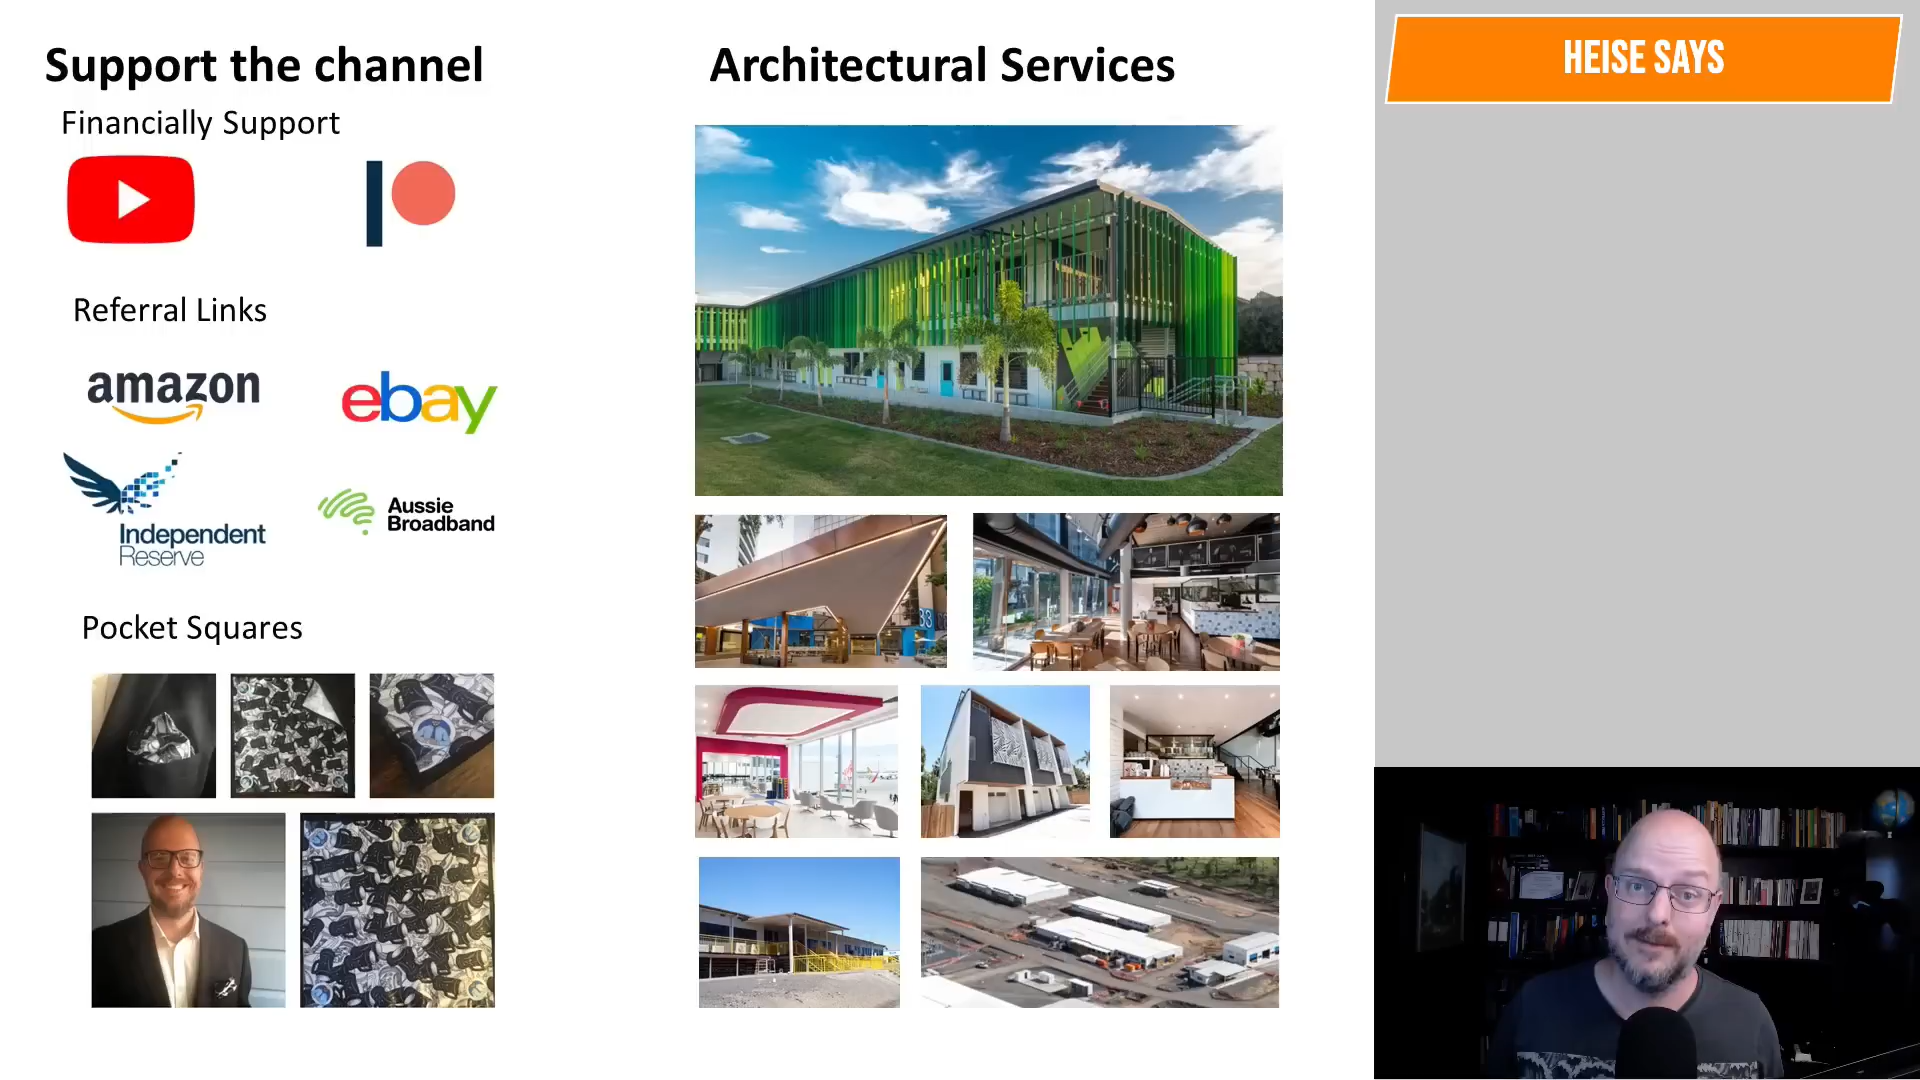 Support the channel
Financially Support
Referral Links
amazon
ebay
Independent
Reserve
Aussie
Broadband
Pocket Squares
Architectural Services
33
HEISE SAYS